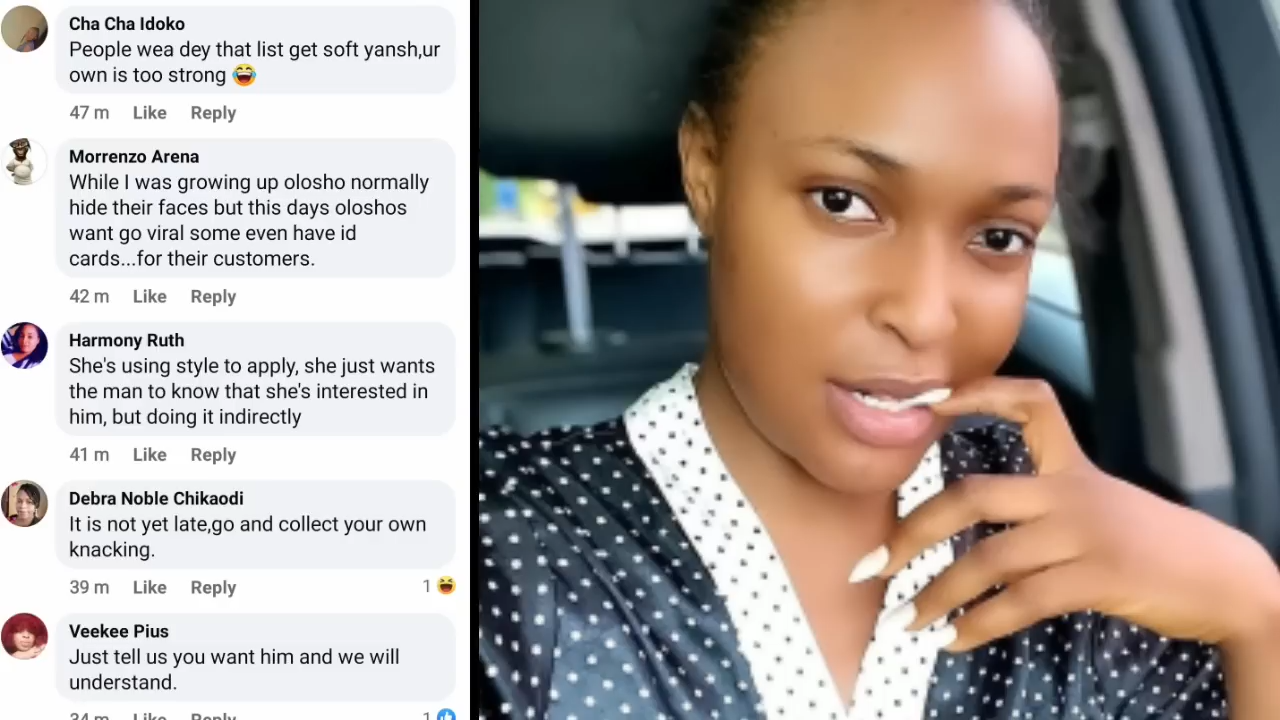 Cha Cha Idoko
People wea dey that list get soft yansh,ur
own is too strong 😂
47 m Like Reply
Morrenzo Arena
While I was growing up olosho normally
hide their faces but this days oloshos
want go viral some even have id
cards...for their customers.
42 m Like Reply
Harmony Ruth
She's using style to apply, she just wants
the man to know that she's interested in
him, but doing it indirectly
41 m Like Reply
Debra Noble Chikaodi
It is not yet late,go and collect your own
knacking.
39 m Like Reply 1
Veekee Pius
Just tell us you want him and we will
understand.
34 m Like Reply 1